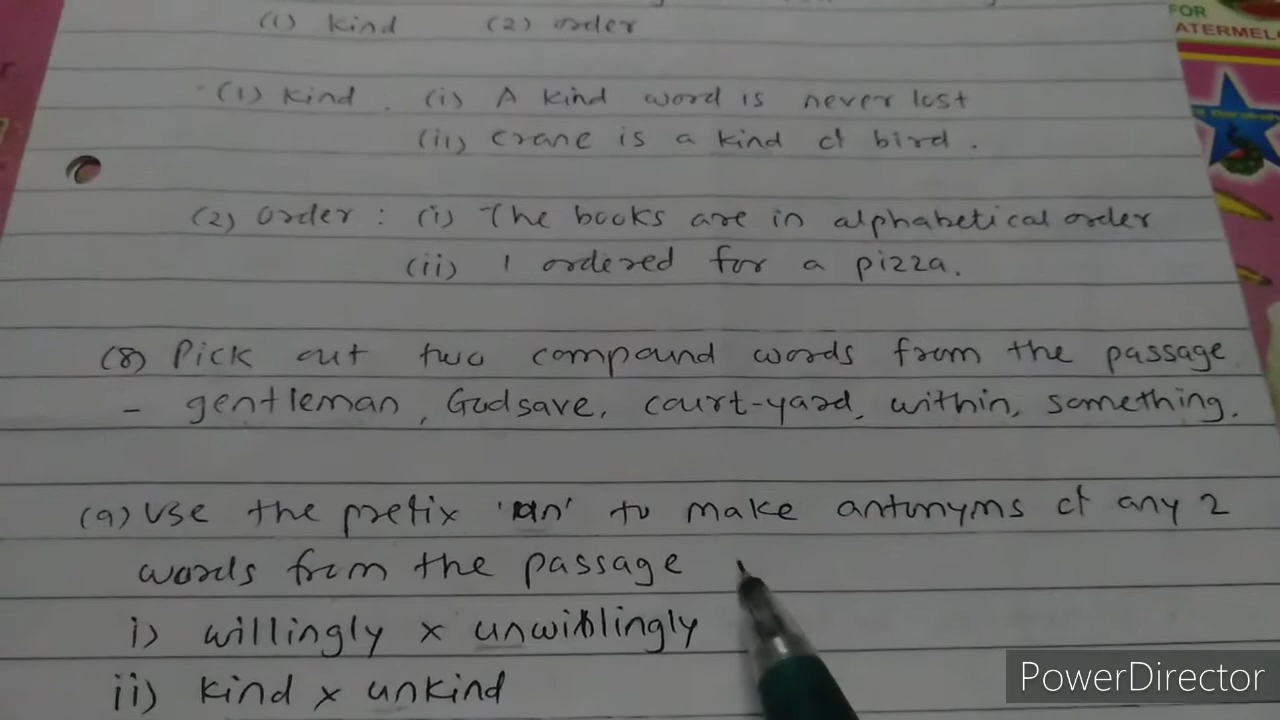 (1) kind (2) order
FOR
ATERMEL
(1) kind. (i) A kind word is never lost
(ii) crane is a kind of bird.
(2) order : (i) The books are in alphabetical order
(ii) I ordered for a pizza.
(8) Pick out two compound words from the passage
- gentleman, Godsave, court-yard, within, something.
(9) Use the prefix 'un' to make antonyms of any 2
words from the passage
i) willingly x unwillingly
ii) kind x unkind
PowerDirector